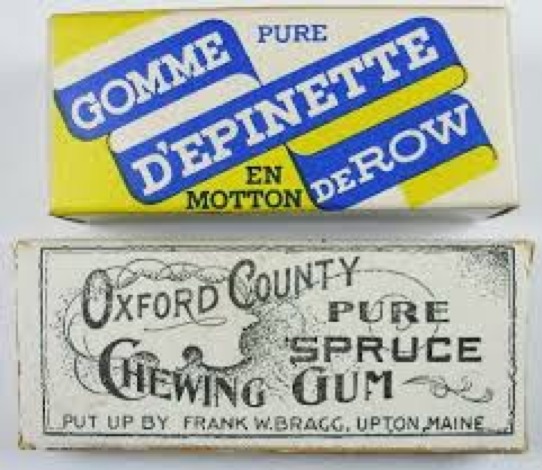 PURE
GOMME
D'EPINETTE
EN
MOTTON
DEROW
OXFORD COUNTY
PURE
SPRUCE
CHEWING GUM
PUT UP BY FRANK W. BRAGG, UPTON, MAINE